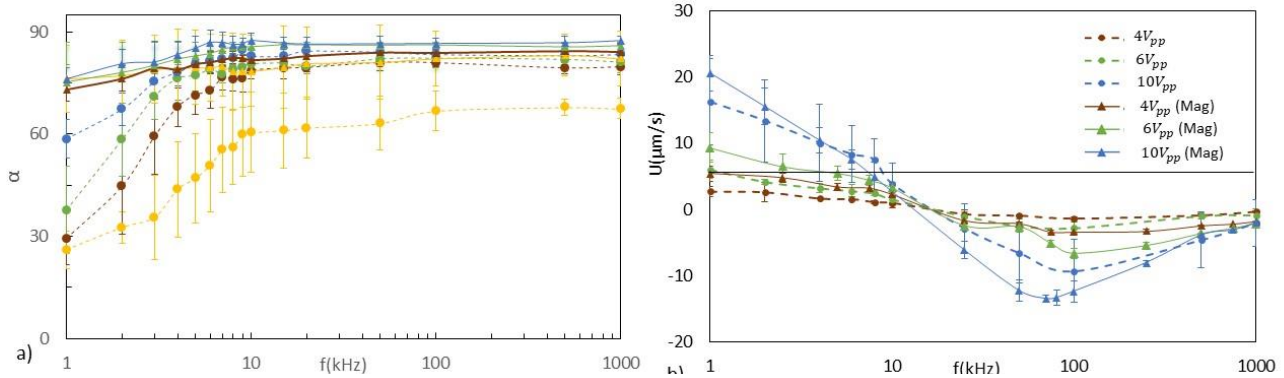 90
60
30
0
α
1
10
100
1000
f(kHz)
a)
30
20
10
0
-10
-20
U(μm/s)
4Vpp
6Vpp
10Vpp
4Vpp (Mag)
6Vpp (Mag)
10Vpp (Mag)
1
10
100
1000
f(kHz)
b)